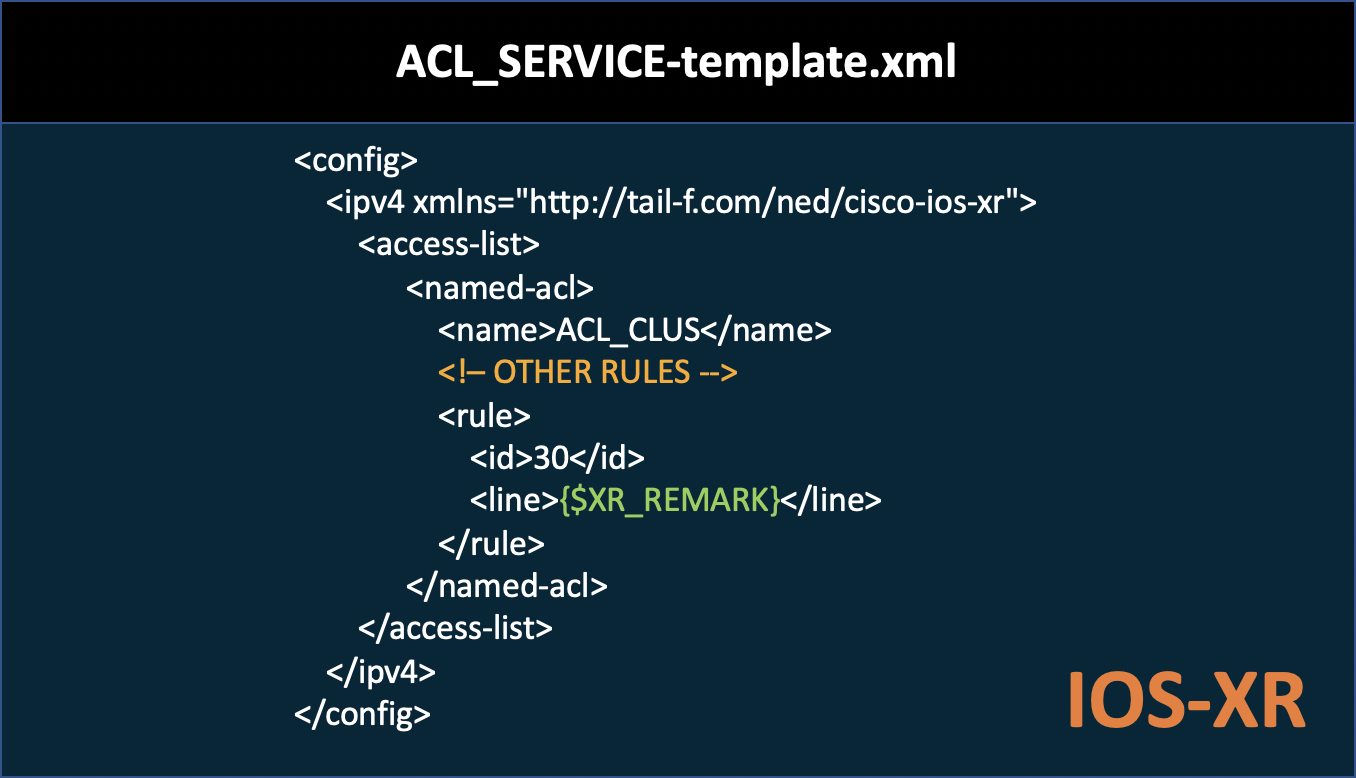 ACL_SERVICE-template.xml
<config>
<ipv4 xmlns="http://tail-f.com/ned/cisco-ios-xr">
<access-list>
<named-acl>
<name>ACL_CLUS</name>
<!– OTHER RULES -->
<rule>
<id>30</id>
<line>{$XR_REMARK}</line>
</rule>
</named-acl>
</access-list>
</ipv4>
</config>
IOS-XR